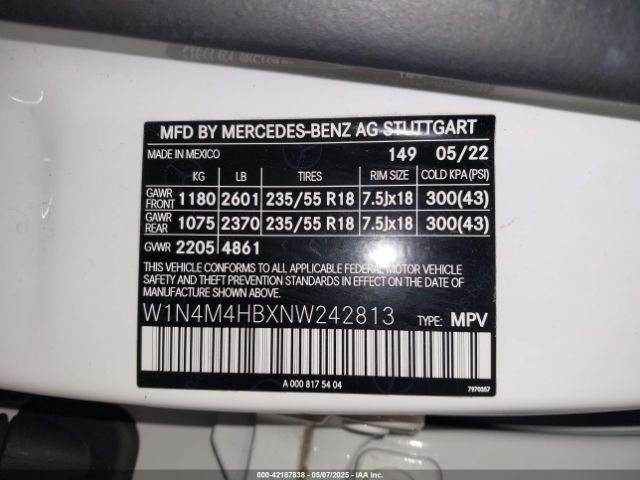 MFD BY MERCEDES-BENZ AG STUTTGART
MADE IN MEXICO 149 05/22
KG LB TIRES RIM SIZE COLD KPA (PSI)
GAWR FRONT 1180 2601 235/55 R18 7.5Jx18 300(43)
GAWR REAR 1075 2370 235/55 R18 7.5Jx18 300(43)
GVWR 2205 4861
THIS VEHICLE CONFORMS TO ALL APPLICABLE FEDERAL MOTOR VEHICLE
SAFETY AND THEFT PREVENTION STANDARDS IN EFFECT ON THE DATE
OF MANUFACTURE SHOWN ABOVE.
W1N4M4HBXNW242813 TYPE: MPV
A 000 817 54 04
7970357
000-42187838 - 05/07/2025 - IAAI.COM